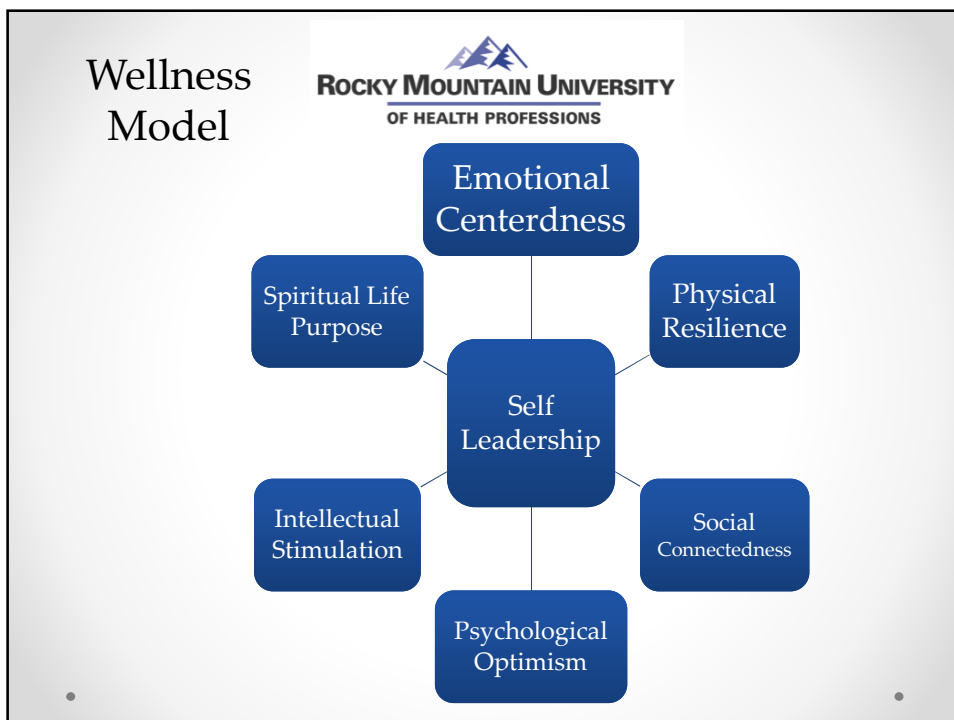 Wellness
Model
ROCKY MOUNTAIN UNIVERSITY
OF HEALTH PROFESSIONS
Emotional
Centerdness
Spiritual Life
Purpose
Physical
Resilience
Self
Leadership
Intellectual
Stimulation
Social
Connectedness
Psychological
Optimism